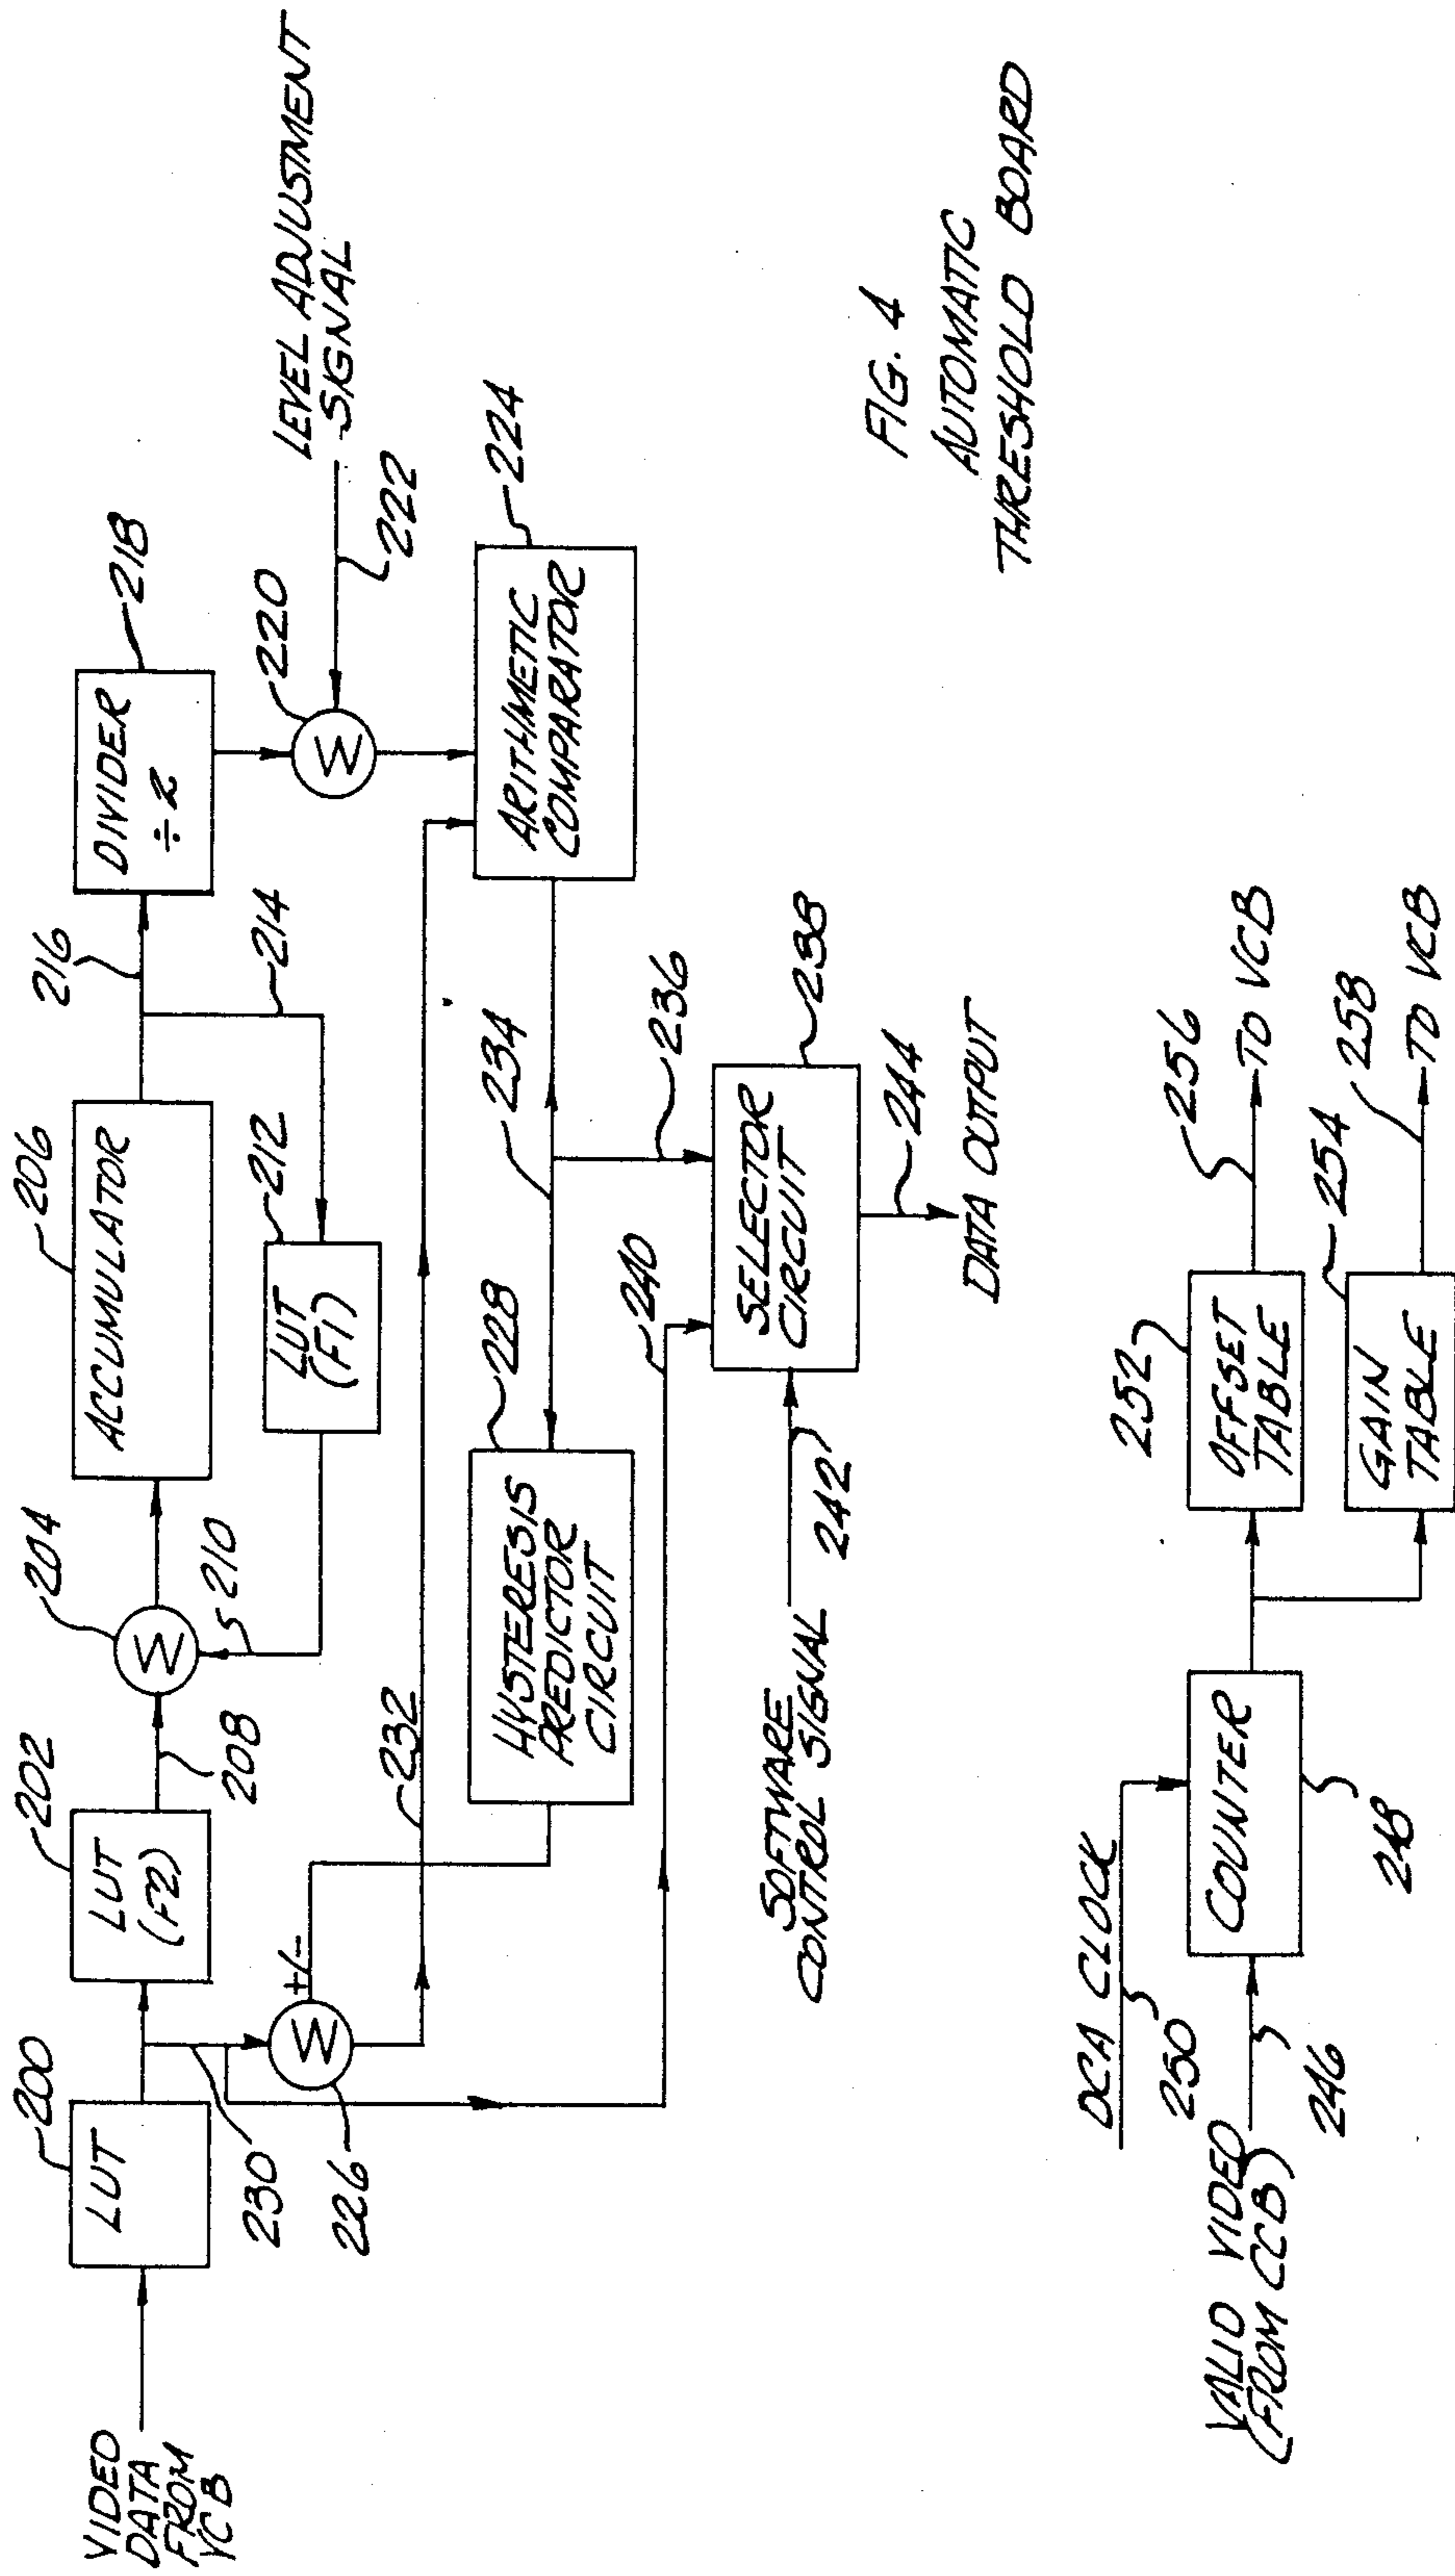 VIDEO
DATA
FROM
VCB
LUT
200
LUT
(F2)
202
208
204
210
ACCUMULATOR
206
LUT
(F1)
212
214
216
DIVIDER
÷ 2
218
Σ
Σ
220
LEVEL ADJUSTMENT
SIGNAL
222
ARITHMETIC
COMPARATOR
224
230
Σ
+/-
226
232
HYSTERESIS
PREDICTOR
CIRCUIT
228
234
236
240
SELECTOR
CIRCUIT
238
SOFTWARE
CONTROL SIGNAL
242
244
DATA OUTPUT
FIG. 4
AUTOMATIC
THRESHOLD BOARD
DCA CLOCK
250
VALID VIDEO
(FROM CCB)
246
COUNTER
248
OFFSET
TABLE
252
256
TO VCB
GAIN
TABLE
254
258
TO VCB